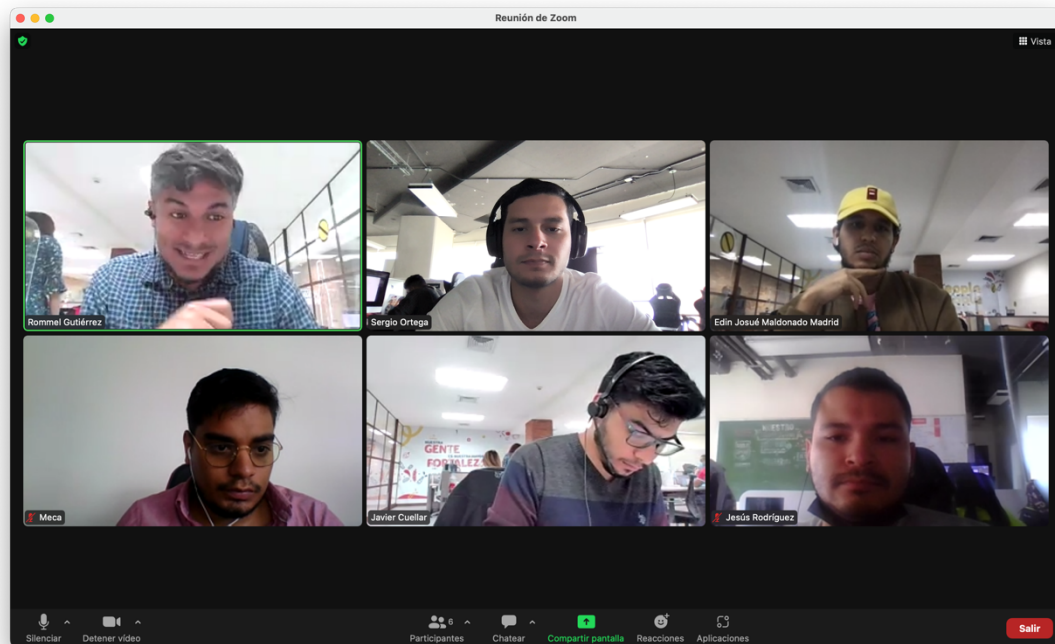 Reunión de Zoom
Vista
Rommel Gutiérrez
Sergio Ortega
Edin Josué Maldonado Madrid
GENTE
FORTALEZA
Meca
Javier Cuellar
Jesús Rodríguez
Silenciar
Detener vídeo
Participantes
6
Chatear
Compartir pantalla
Reacciones
Aplicaciones
Salir